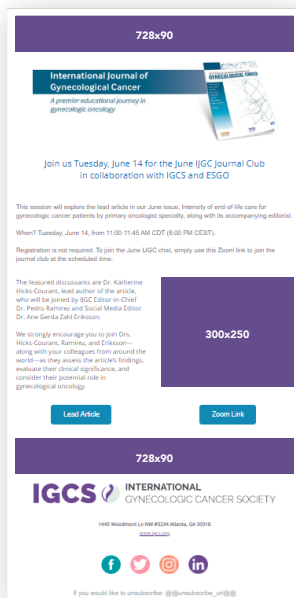 728x90
International Journal of
Gynecological Cancer
A premier educational journey in
gynecologic oncology
GYNECOLOGICAL CANCER
Join us Tuesday, June 14 for the June IJGC Journal Club
in collaboration with IGCS and ESGO
This session will explore the lead article in our June issue, Intensity of end-of-life care for
gynecologic cancer patients by primary oncologist specialty, along with its accompanying editorial.
When? Tuesday, June 14, from 11:00-11:45 AM CDT (6:00 PM CEST).
Registration is not required. To join the June IJGC chat, simply use this Zoom link to join the
journal club at the scheduled time.
The featured discussants are Dr. Katherine
Hicks-Courant, lead author of the article,
who will be joined by IJGC Editor-in-Chief
Dr. Pedro Ramirez and Social Media Editor
Dr. Ane Gerda Zahl Eriksson.
We strongly encourage you to join Drs.
Hicks-Courant, Ramirez, and Eriksson—
along with your colleagues from around the
world—as they assess the article's findings,
evaluate their clinical significance, and
consider their potential role in
gynecological oncology.
300x250
Lead Article
Zoom Link
728x90
IGCS INTERNATIONAL
GYNECOLOGIC CANCER SOCIETY
1445 Woodmont Ln NW #3234 Atlanta, GA 30318
www.igcs.org
If you would like to unsubscribe: @@unsubscribe_url@@